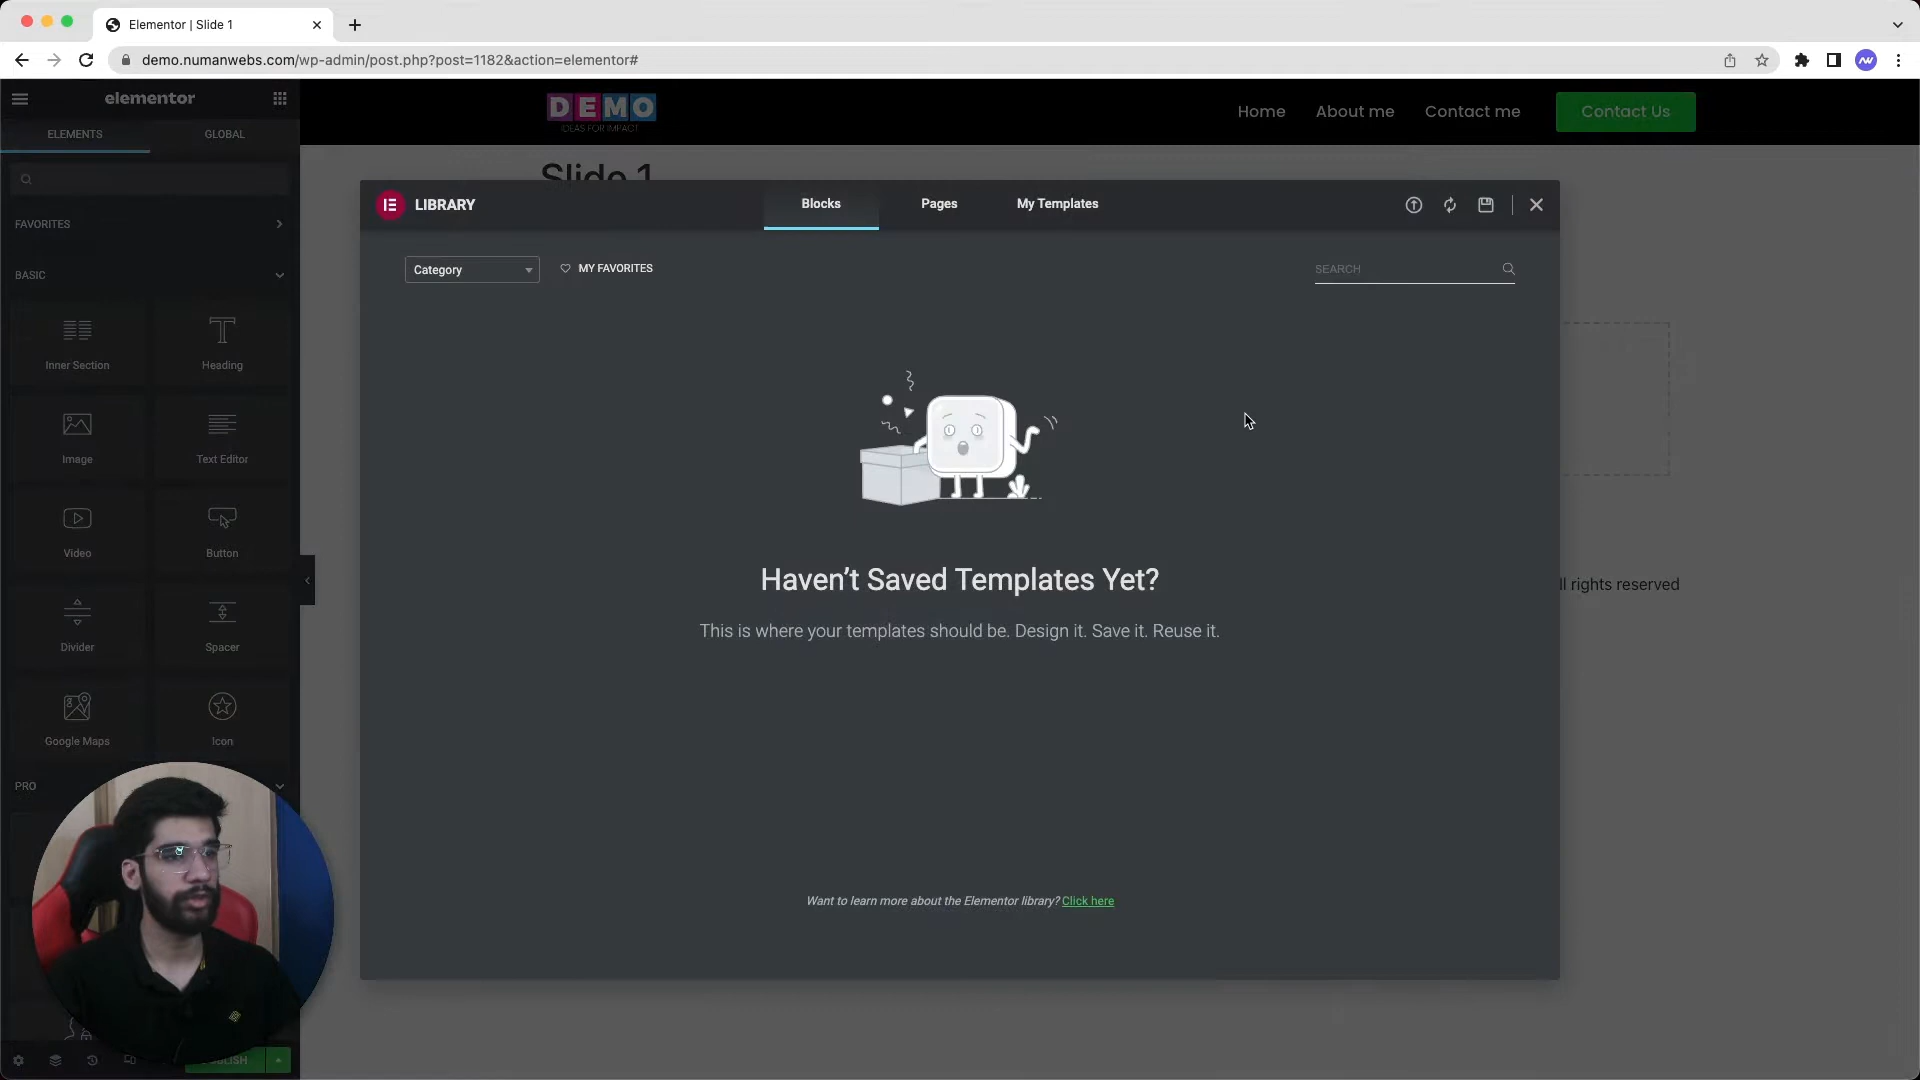 Elementor | Slide 1
demo.numanwebs.com/wp-admin/post.php?post=1182&action=elementor#
elementor
ELEMENTS
GLOBAL
FAVORITES
BASIC
Inner Section
Heading
Image
Text Editor
Video
Button
Divider
Spacer
Google Maps
Icon
PRO
DEMO
IDEAS FOR IMPACT
Home
About me
Contact me
Contact Us
Slide 1
LIBRARY
Blocks
Pages
My Templates
Category
MY FAVORITES
SEARCH
Haven’t Saved Templates Yet?
This is where your templates should be. Design it. Save it. Reuse it.
Want to learn more about the Elementor library? Click here
ll rights reserved